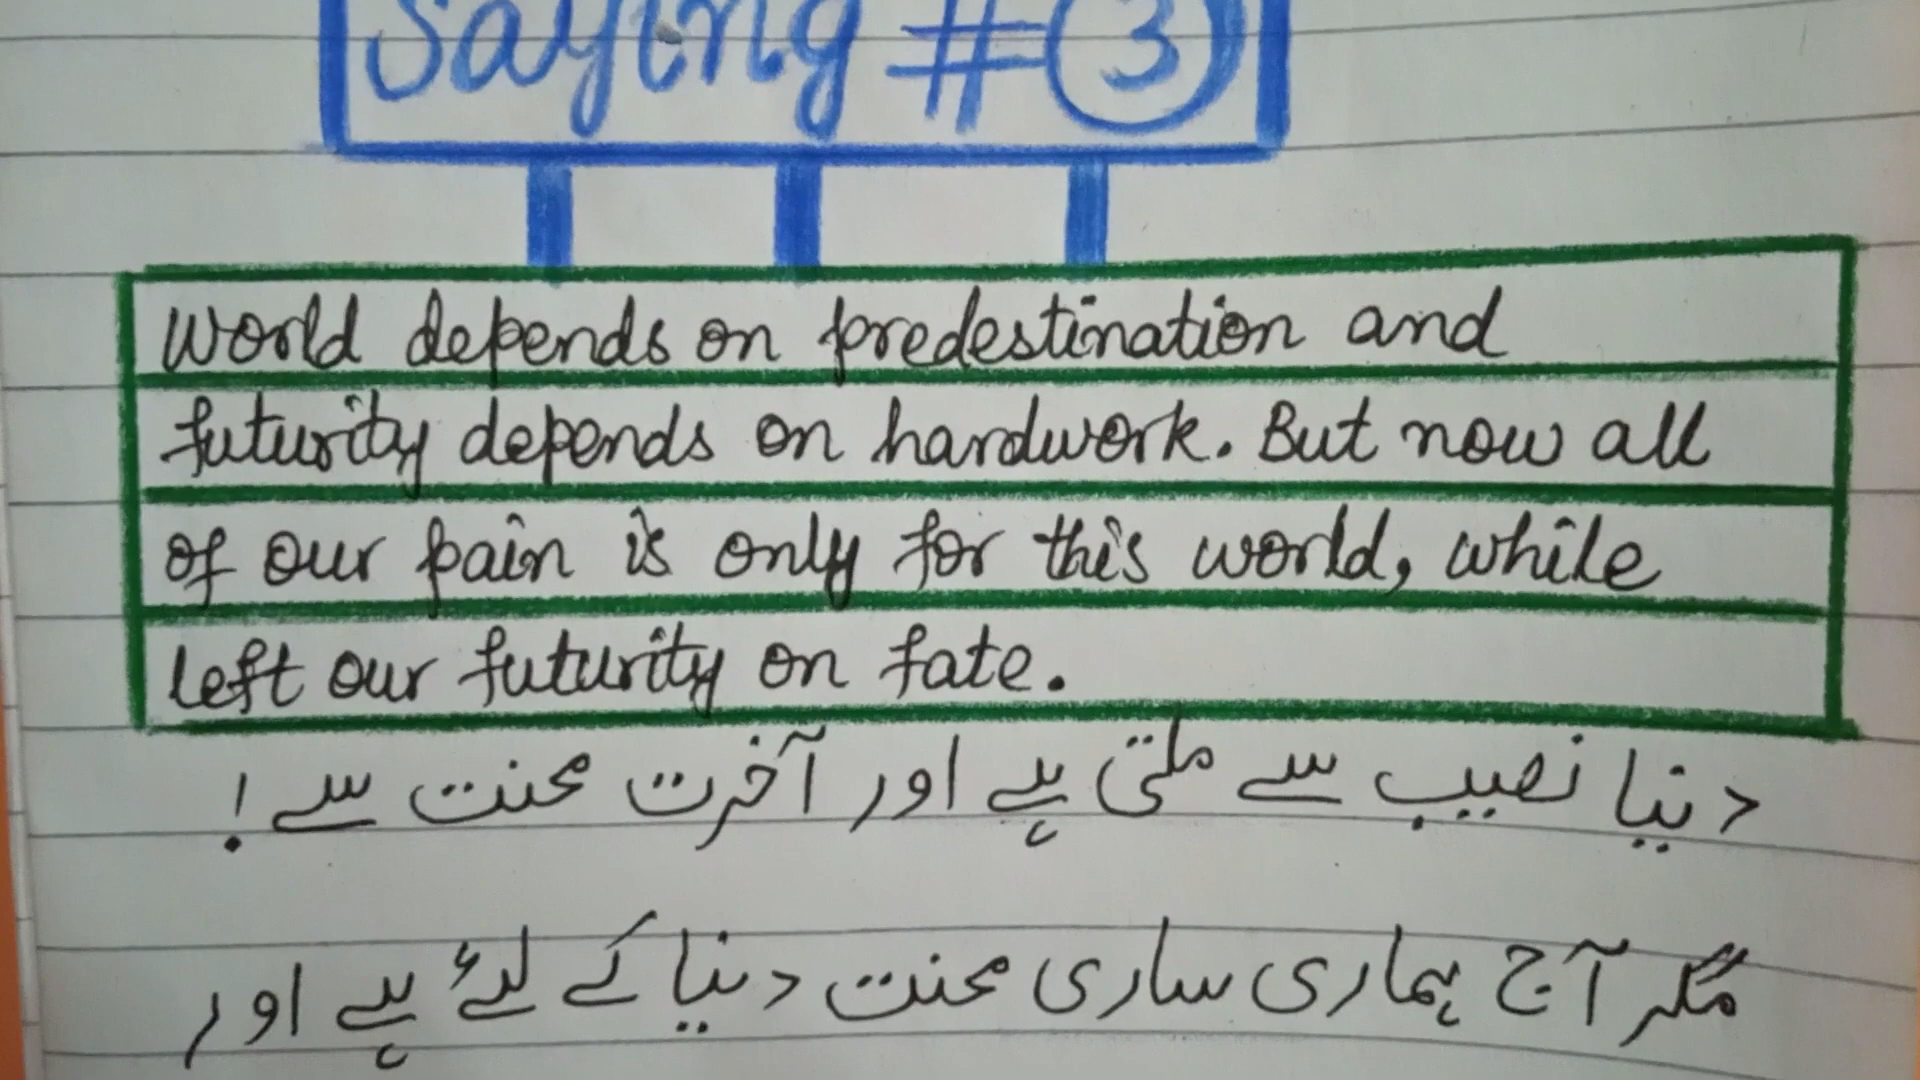 Saying # 3
World depends on predestination and
futurity depends on hardwork. But now all
of our pain is only for this world, while
left our futurity on fate.
دنیا نصیب سے ملتی ہے اور آخرت محنت سے!
مگر آج ہماری ساری محنت دنیا کے لئے ہے اور